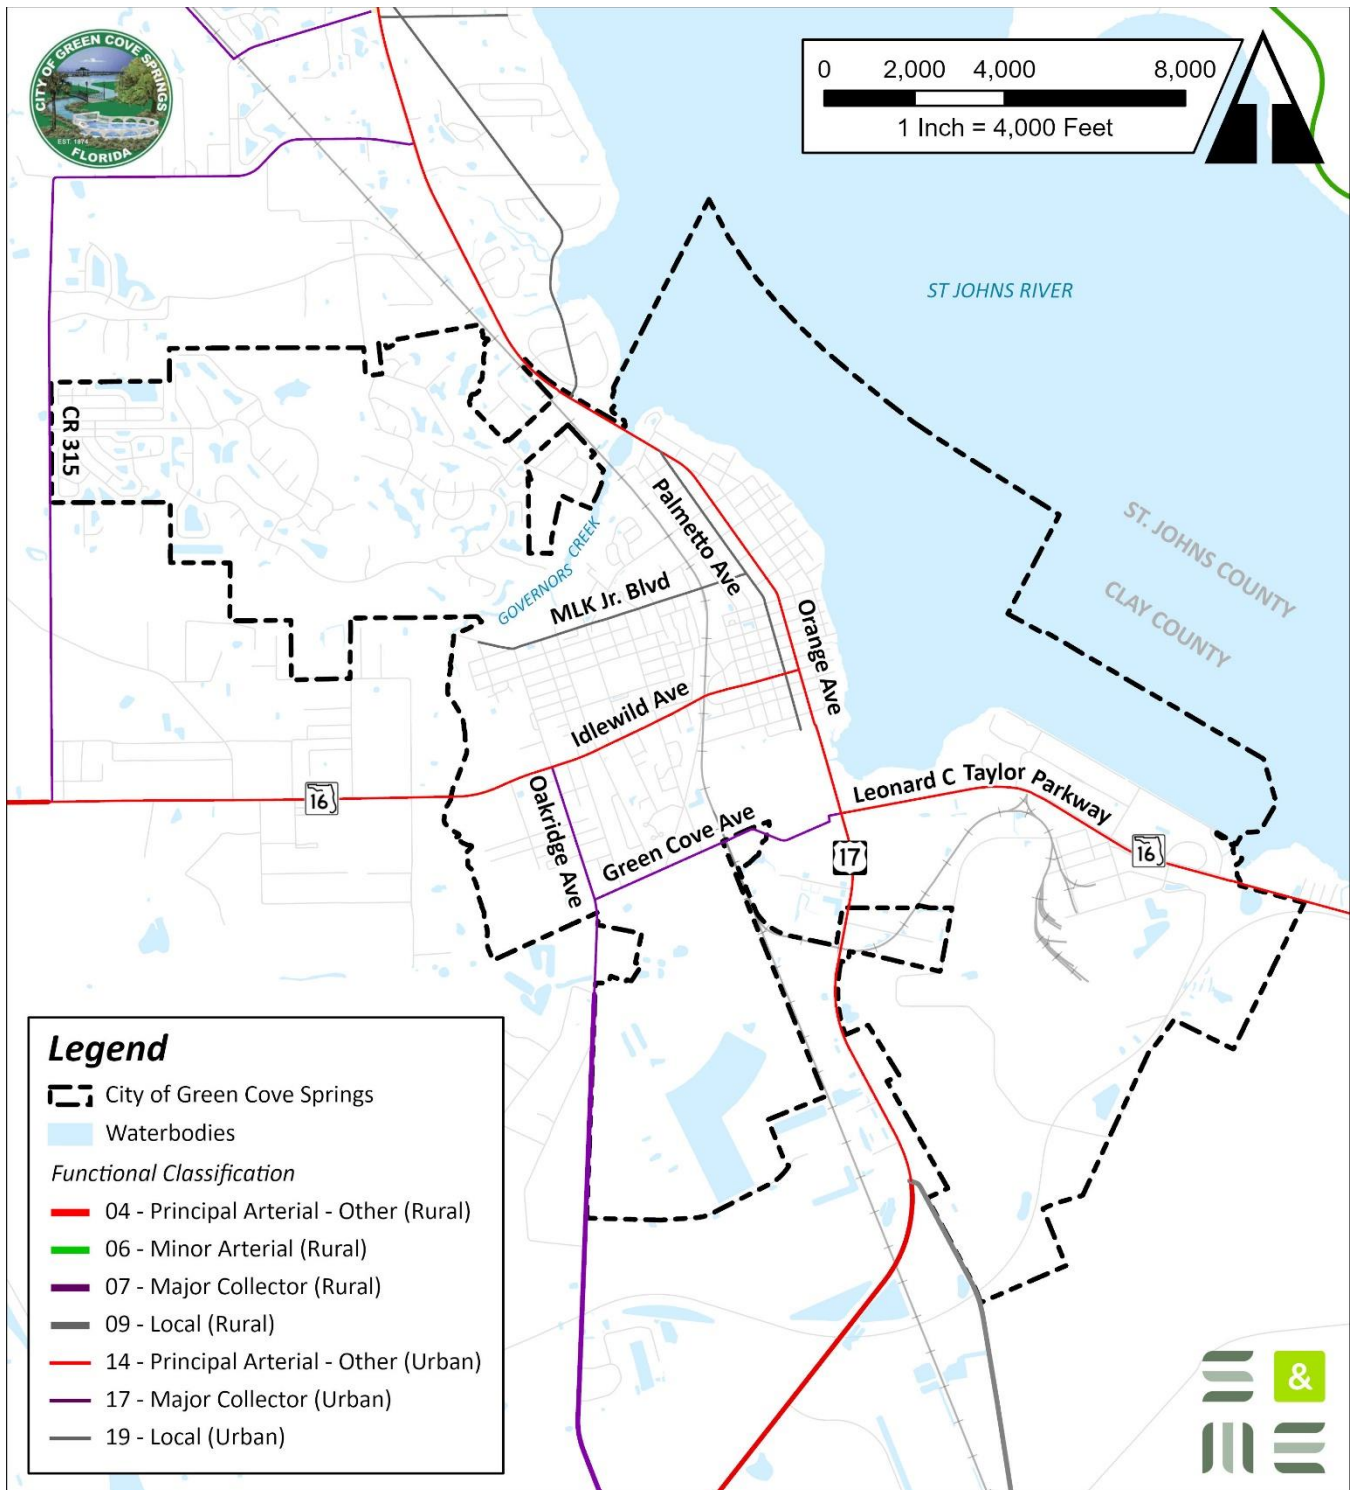 CITY OF GREEN COVE SPRINGS
EST. 1874
FLORIDA
0 2,000 4,000 8,000
1 Inch = 4,000 Feet
ST JOHNS RIVER
CR 315
Palmetto Ave
ST. JOHNS COUNTY
GOVERNORS CREEK
MLK Jr. Blvd
CLAY COUNTY
Orange Ave
Idlewild Ave
Leonard C Taylor Parkway
16
Oakridge Ave
Green Cove Ave
17
16
Legend
City of Green Cove Springs
Waterbodies
Functional Classification
04 - Principal Arterial - Other (Rural)
06 - Minor Arterial (Rural)
07 - Major Collector (Rural)
09 - Local (Rural)
14 - Principal Arterial - Other (Urban)
17 - Major Collector (Urban)
19 - Local (Urban)
S &
ME